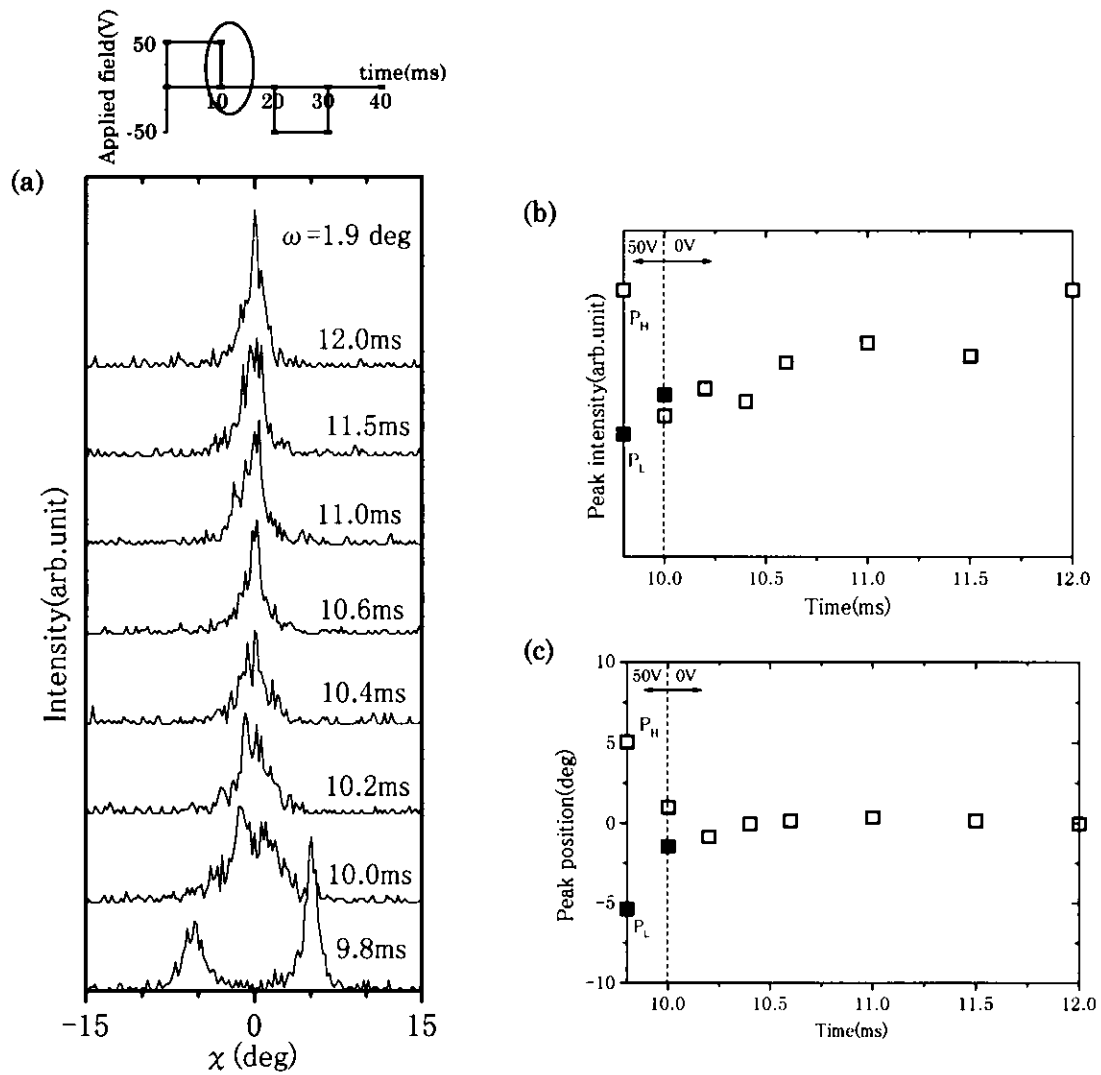 Applied field(V)
50
0
-50
time(ms)
10 20 30 40
(a)
ω=1.9 deg
12.0ms
11.5ms
11.0ms
10.6ms
10.4ms
10.2ms
10.0ms
9.8ms
Intensity(arb.unit)
-15 0 15
χ (deg)
(b)
50V 0V
P_H
P_L
Peak intensity(arb.unit)
10.0 10.5 11.0 11.5 12.0
Time(ms)
(c)
50V 0V
P_H
P_L
Peak position(deg)
10
5
0
-5
-10
10.0 10.5 11.0 11.5 12.0
Time(ms)